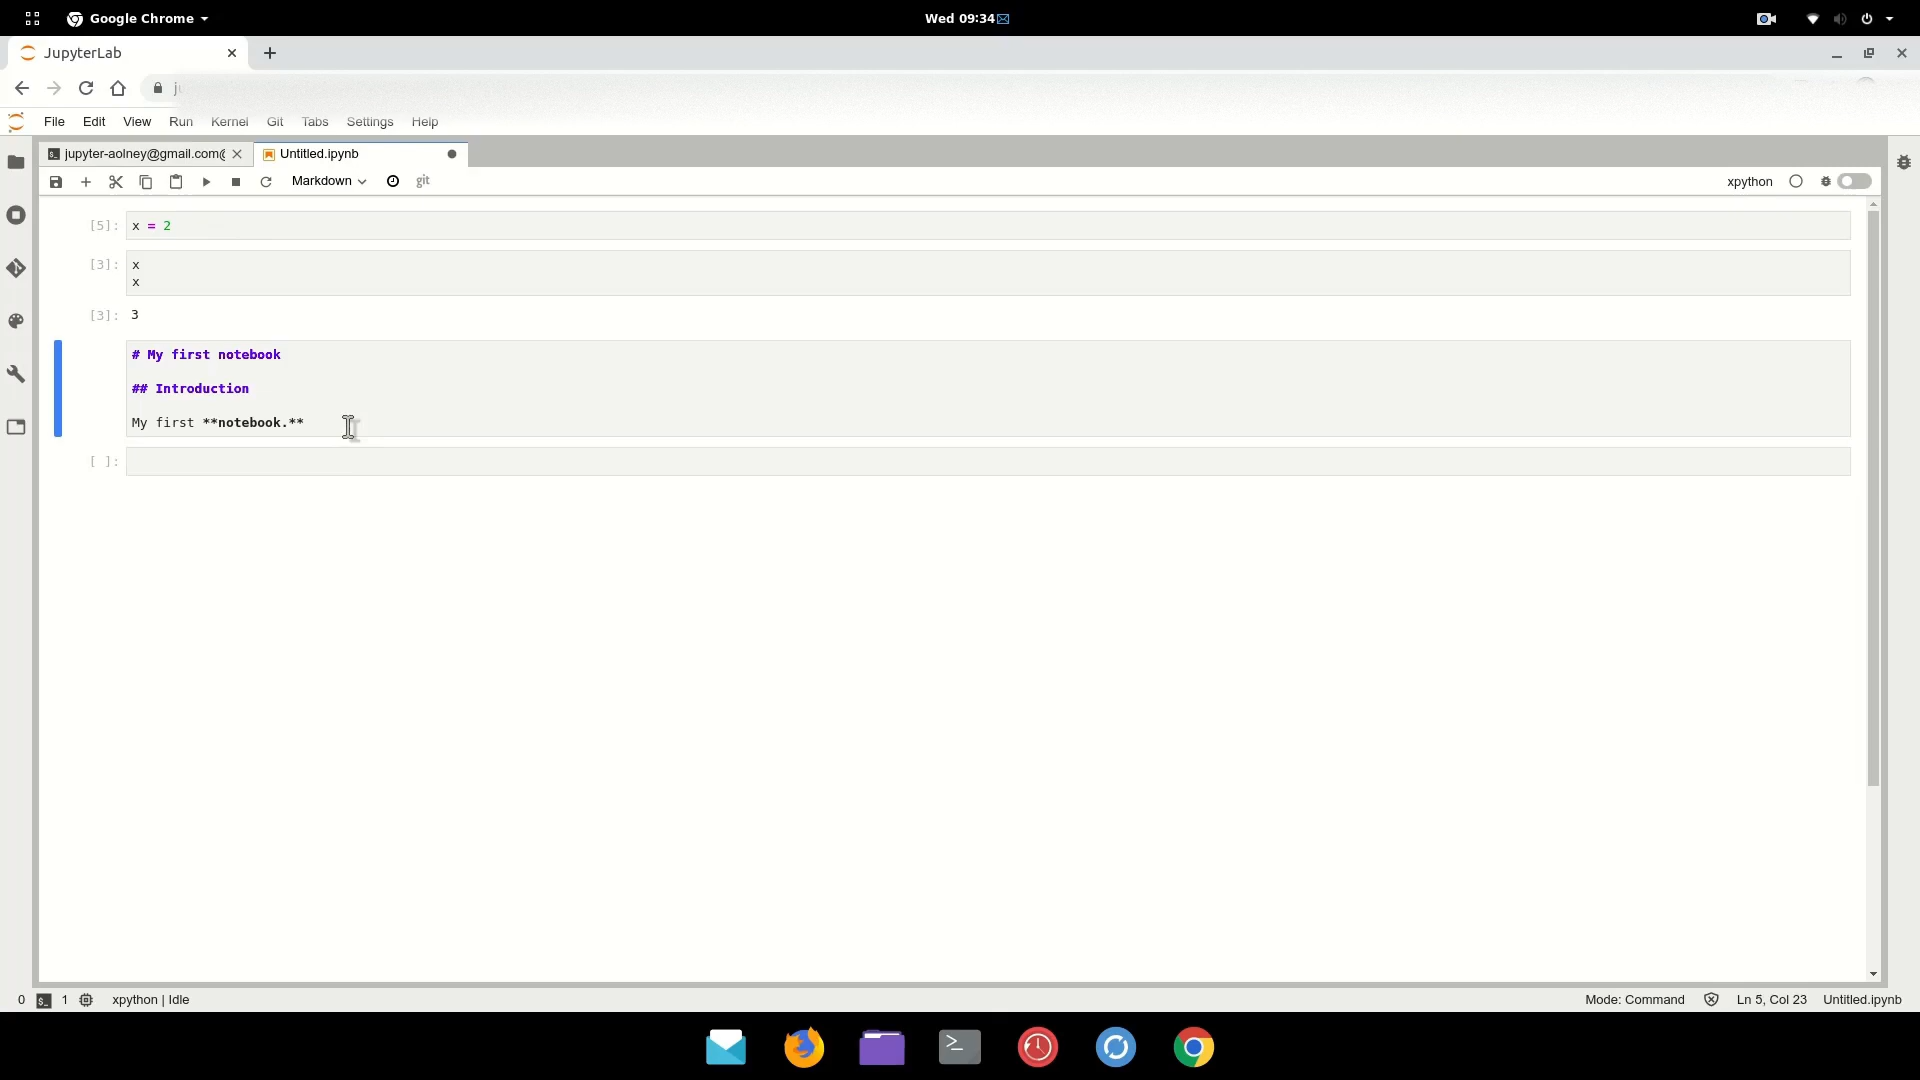 Google Chrome
Wed 09:34
JupyterLab
File Edit View Run Kernel Git Tabs Settings Help
jupyter-aolney@gmail.com@
Untitled.ipynb
Markdown
git
xpython
[5]: x = 2
[3]: x
x
[3]: 3
# My first notebook
## Introduction
My first **notebook.**
[ ]:
0 $_ 1 xpython | Idle
Mode: Command Ln 5, Col 23 Untitled.ipynb